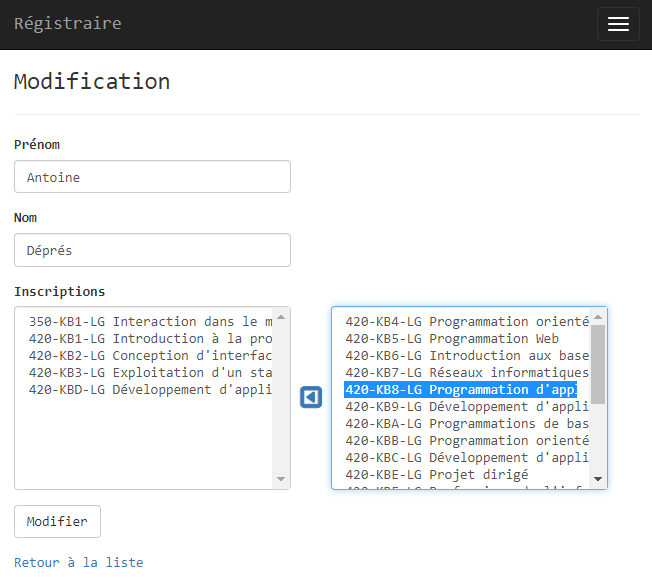 Régistraire
Modification
Prénom
Antoine
Nom
Déprés
Inscriptions
350-KB1-LG Interaction dans le m
420-KB1-LG Introduction à la pro
420-KB2-LG Conception d'interfac
420-KB3-LG Exploitation d'un sta
420-KBD-LG Développement d'appli
420-KB4-LG Programmation orienté
420-KB5-LG Programmation Web
420-KB6-LG Introduction aux base
420-KB7-LG Réseaux informatiques
420-KB8-LG Programmation d'appl
420-KB9-LG Développement d'appli
420-KBA-LG Programmations de bas
420-KBB-LG Programmation orienté
420-KBC-LG Développement d'appli
420-KBE-LG Projet dirigé
Modifier
Retour à la liste